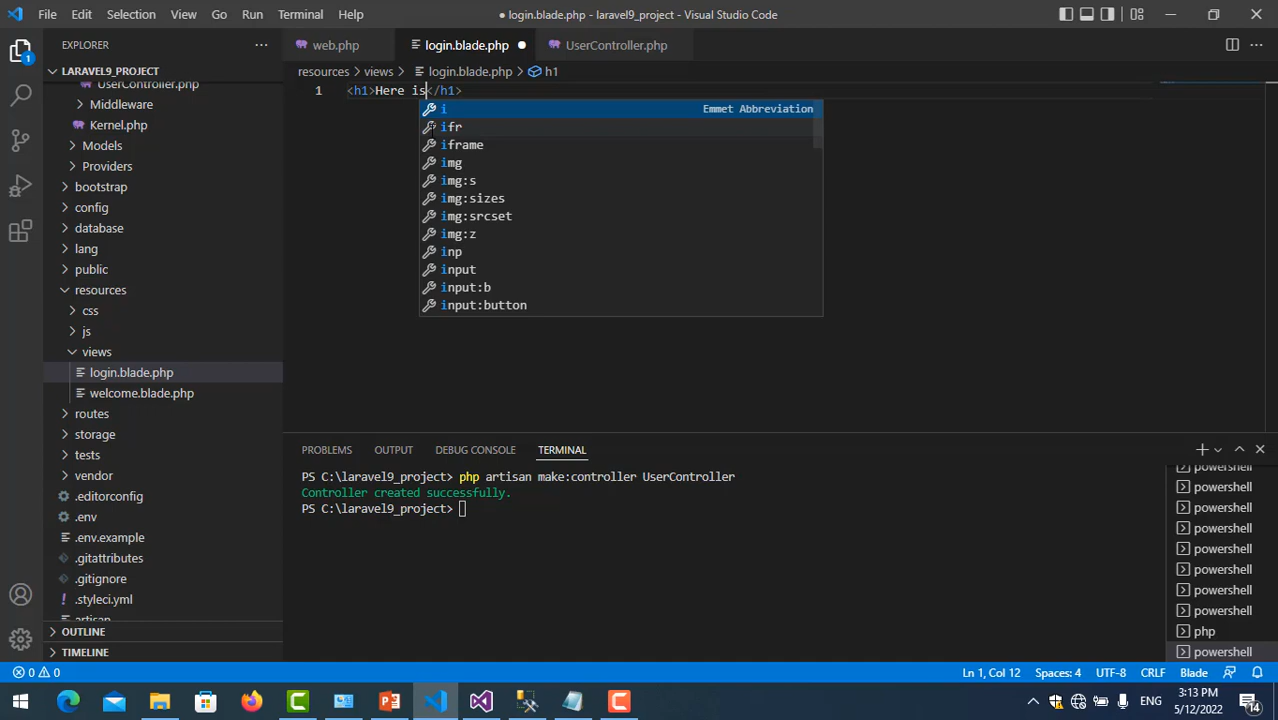 File Edit Selection View Go Run Terminal Help
● login.blade.php - laravel9_project - Visual Studio Code
EXPLORER
web.php login.blade.php UserController.php
LARAVEL9_PROJECT
resources > views > login.blade.php > h1
UserController.php
1 <h1>Here is</h1>
Middleware
Kernel.php
Models
Providers
bootstrap
config
database
lang
public
resources
css
js
views
login.blade.php
welcome.blade.php
routes
storage
tests
vendor
.editorconfig
.env
.env.example
.gitattributes
.gitignore
.styleci.yml
artisan
OUTLINE
TIMELINE
i Emmet Abbreviation
ifr
iframe
img
img:s
img:sizes
img:srcset
img:z
inp
input
input:b
input:button
PROBLEMS OUTPUT DEBUG CONSOLE TERMINAL
PS C:\laravel9_project> php artisan make:controller UserController
Controller created successfully.
PS C:\laravel9_project>
powershell
powershell
powershell
powershell
powershell
powershell
powershell
powershell
php
powershell
1
0 0
Ln 1, Col 12 Spaces: 4 UTF-8 CRLF Blade
ENG
3:13 PM
5/12/2022
14